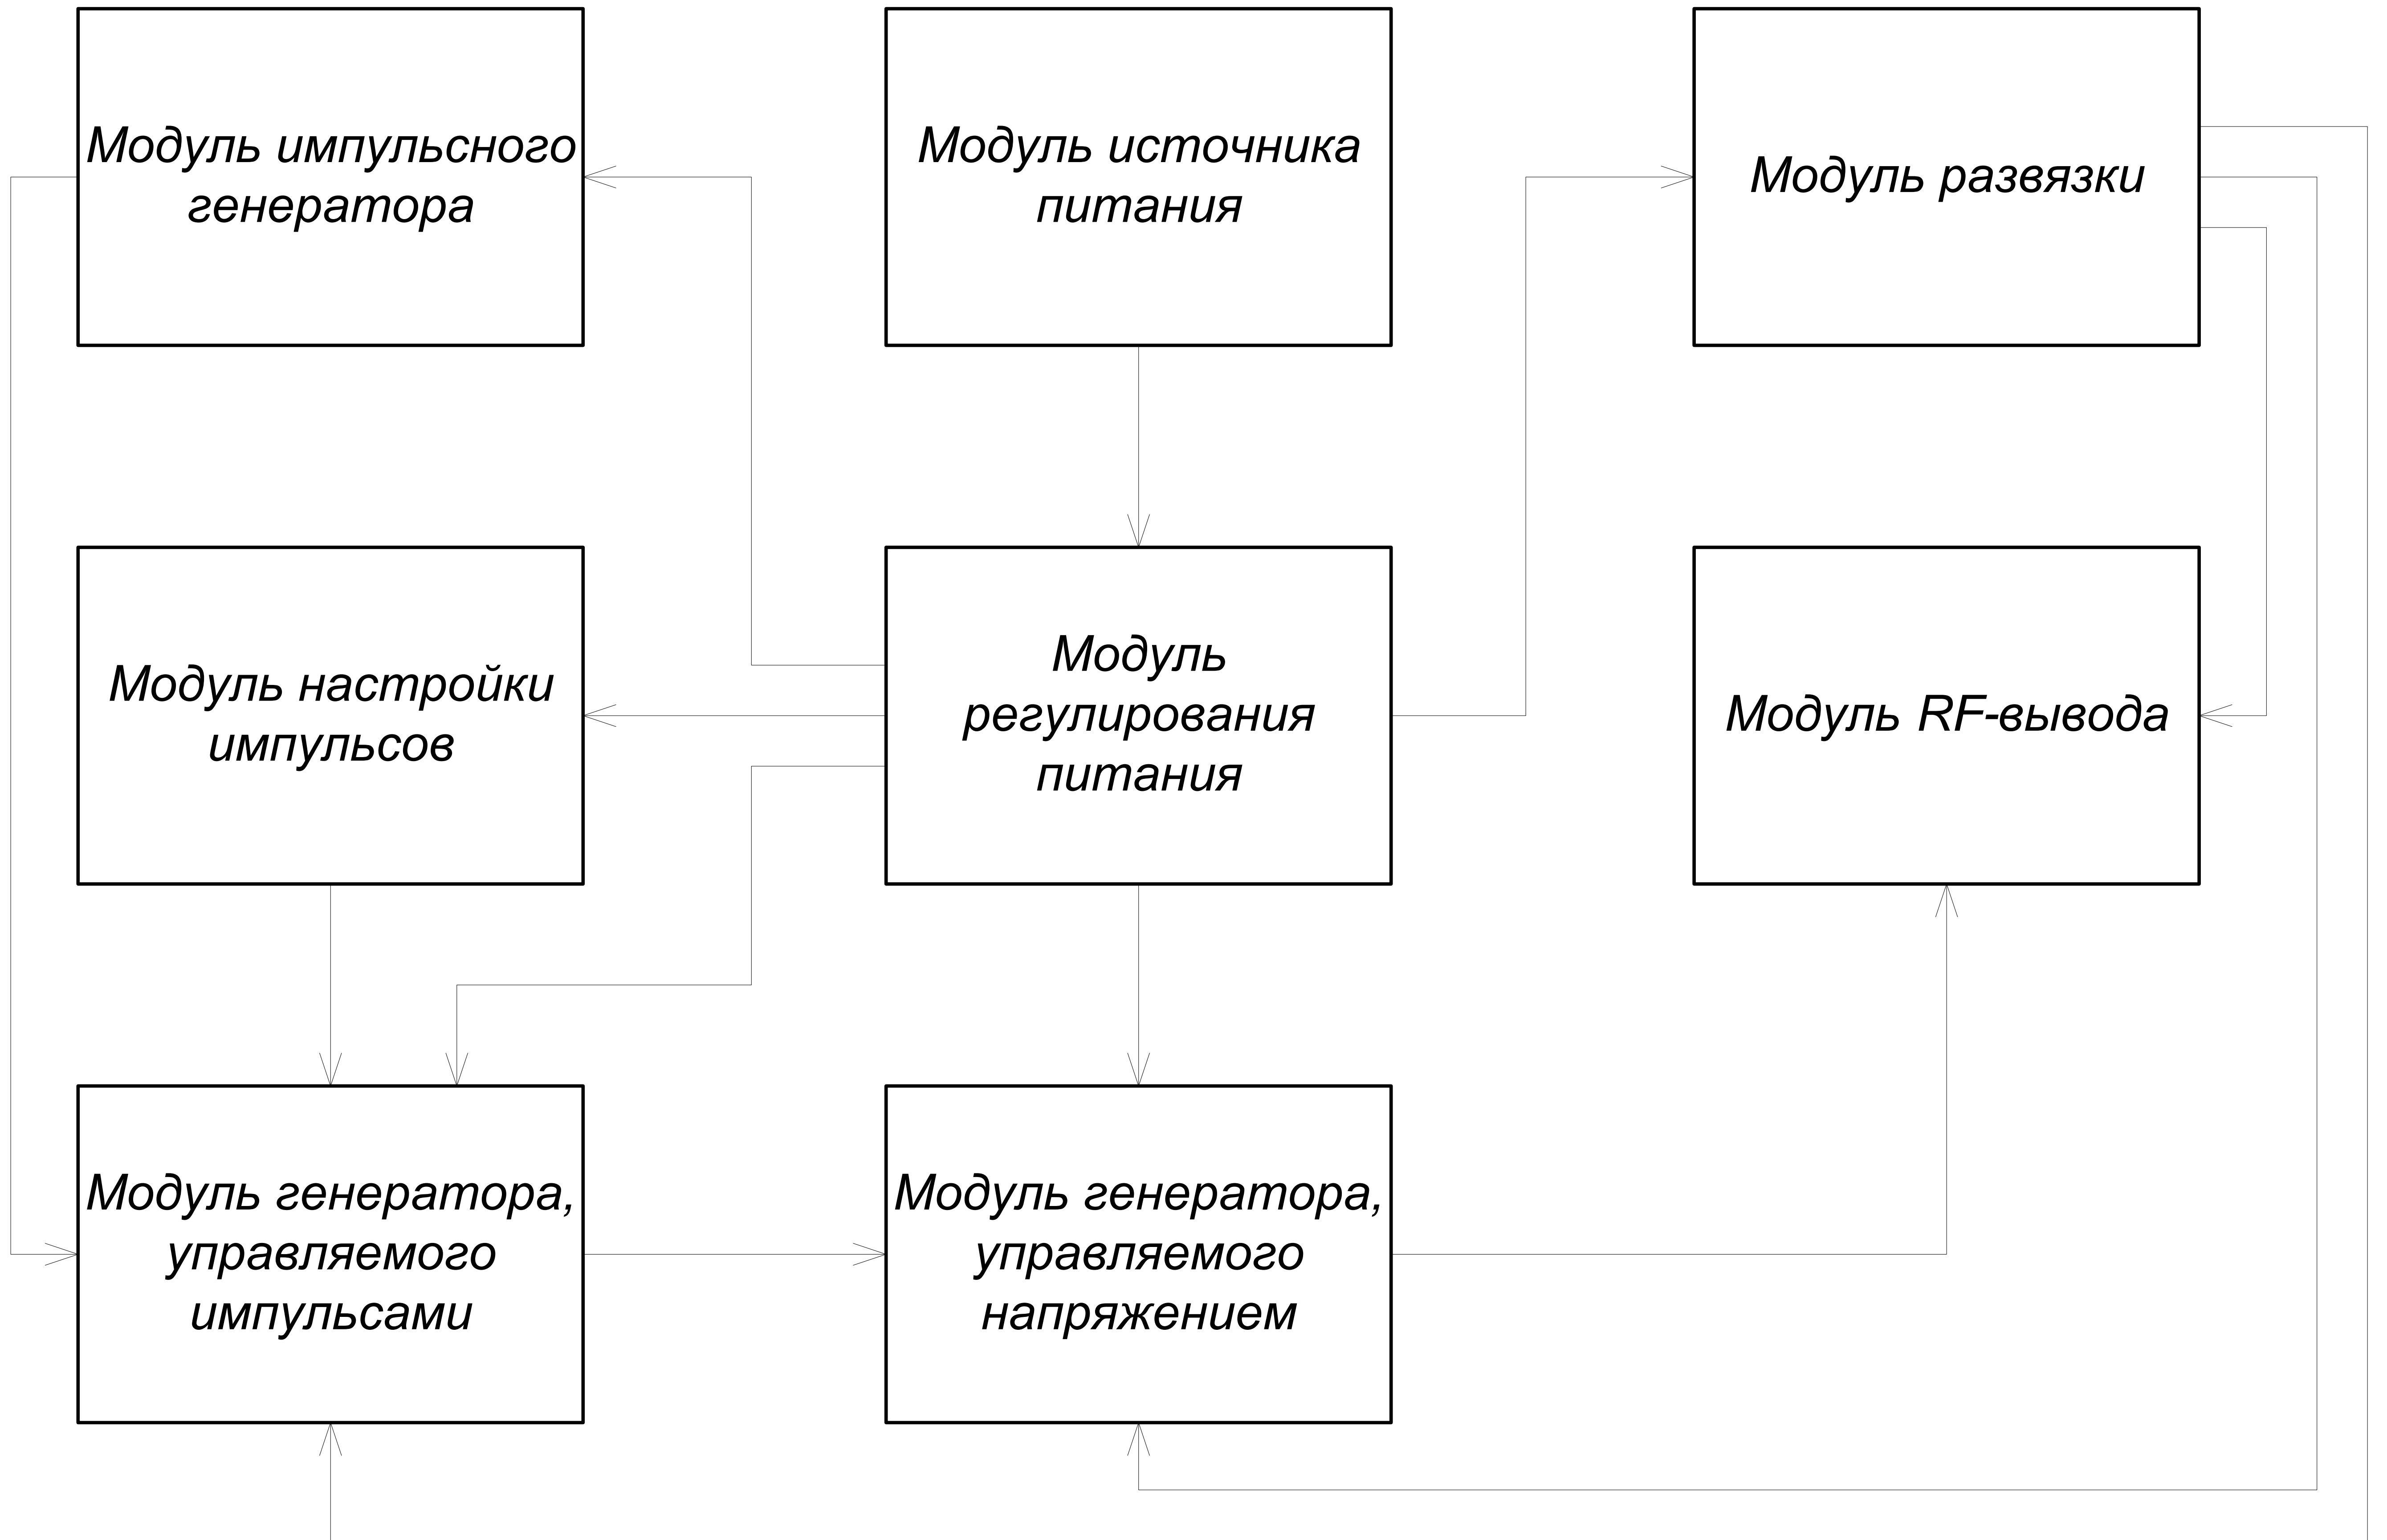 Модуль импульсного
генератора
Модуль источника
питания
Модуль развязки
Модуль настройки
импульсов
Модуль
регулирования
питания
Модуль RF-вывода
Модуль генератора,
управляемого
импульсами
Модуль генератора,
управляемого
напряжением